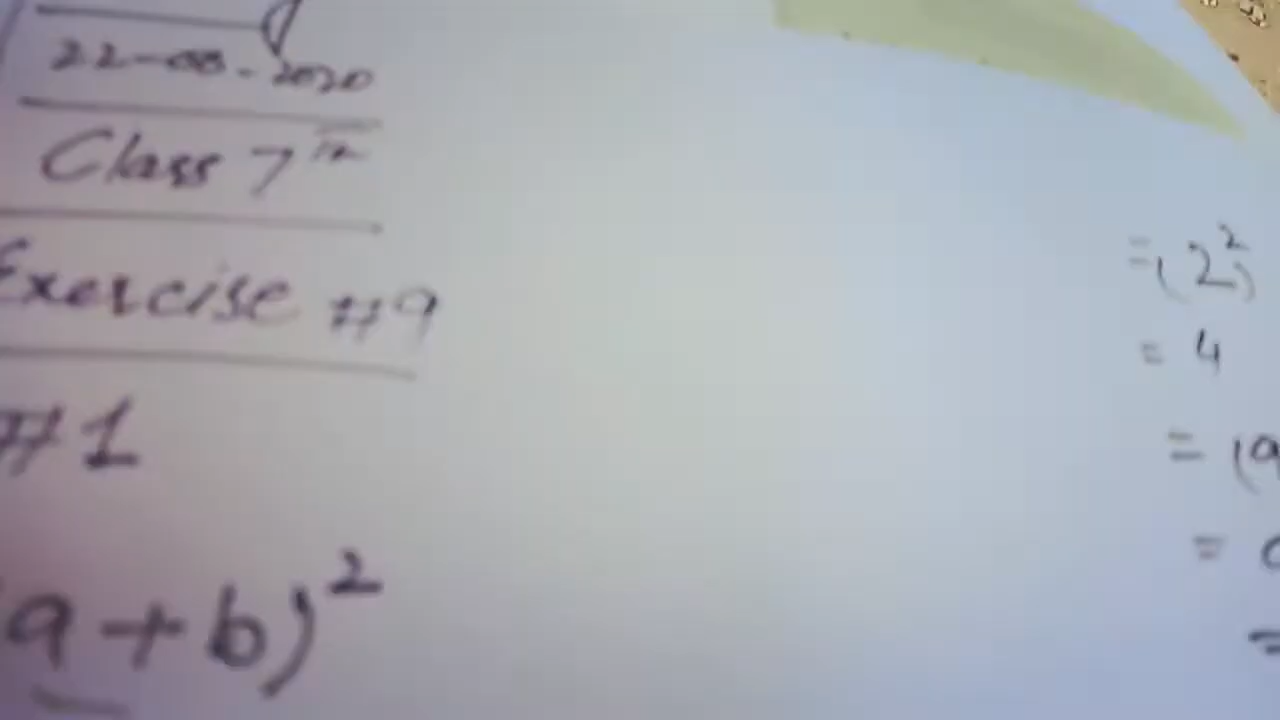 22-08-2020
Class 7th
Exercise #9
#1
a+b)²
=(2²)
= 4
= (a
=
=